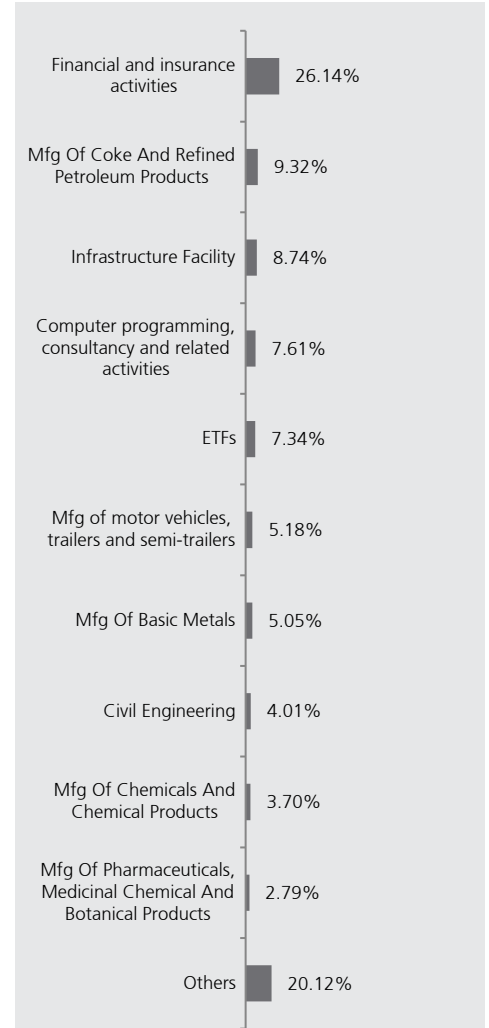 Financial and insurance
activities
26.14%
Mfg Of Coke And Refined
Petroleum Products
9.32%
Infrastructure Facility
8.74%
Computer programming,
consultancy and related
activities
7.61%
ETFs
7.34%
Mfg of motor vehicles,
trailers and semi-trailers
5.18%
Mfg Of Basic Metals
5.05%
Civil Engineering
4.01%
Mfg Of Chemicals And
Chemical Products
3.70%
Mfg Of Pharmaceuticals,
Medicinal Chemical And
Botanical Products
2.79%
Others
20.12%